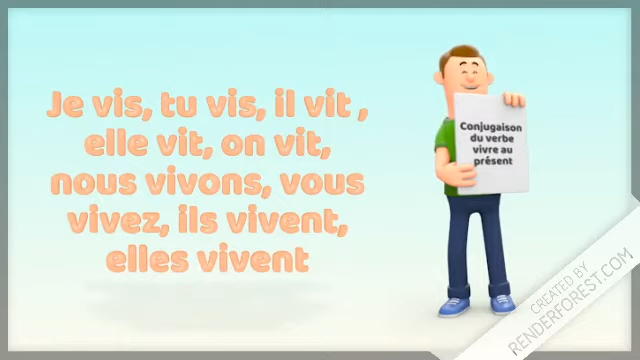 Je vis, tu vis, il vit ,
elle vit, on vit,
nous vivons, vous
vivez, ils vivent,
elles vivent
Conjugaison
du verbe
vivre au
présent
CREATED BY
RENDERFOREST.COM